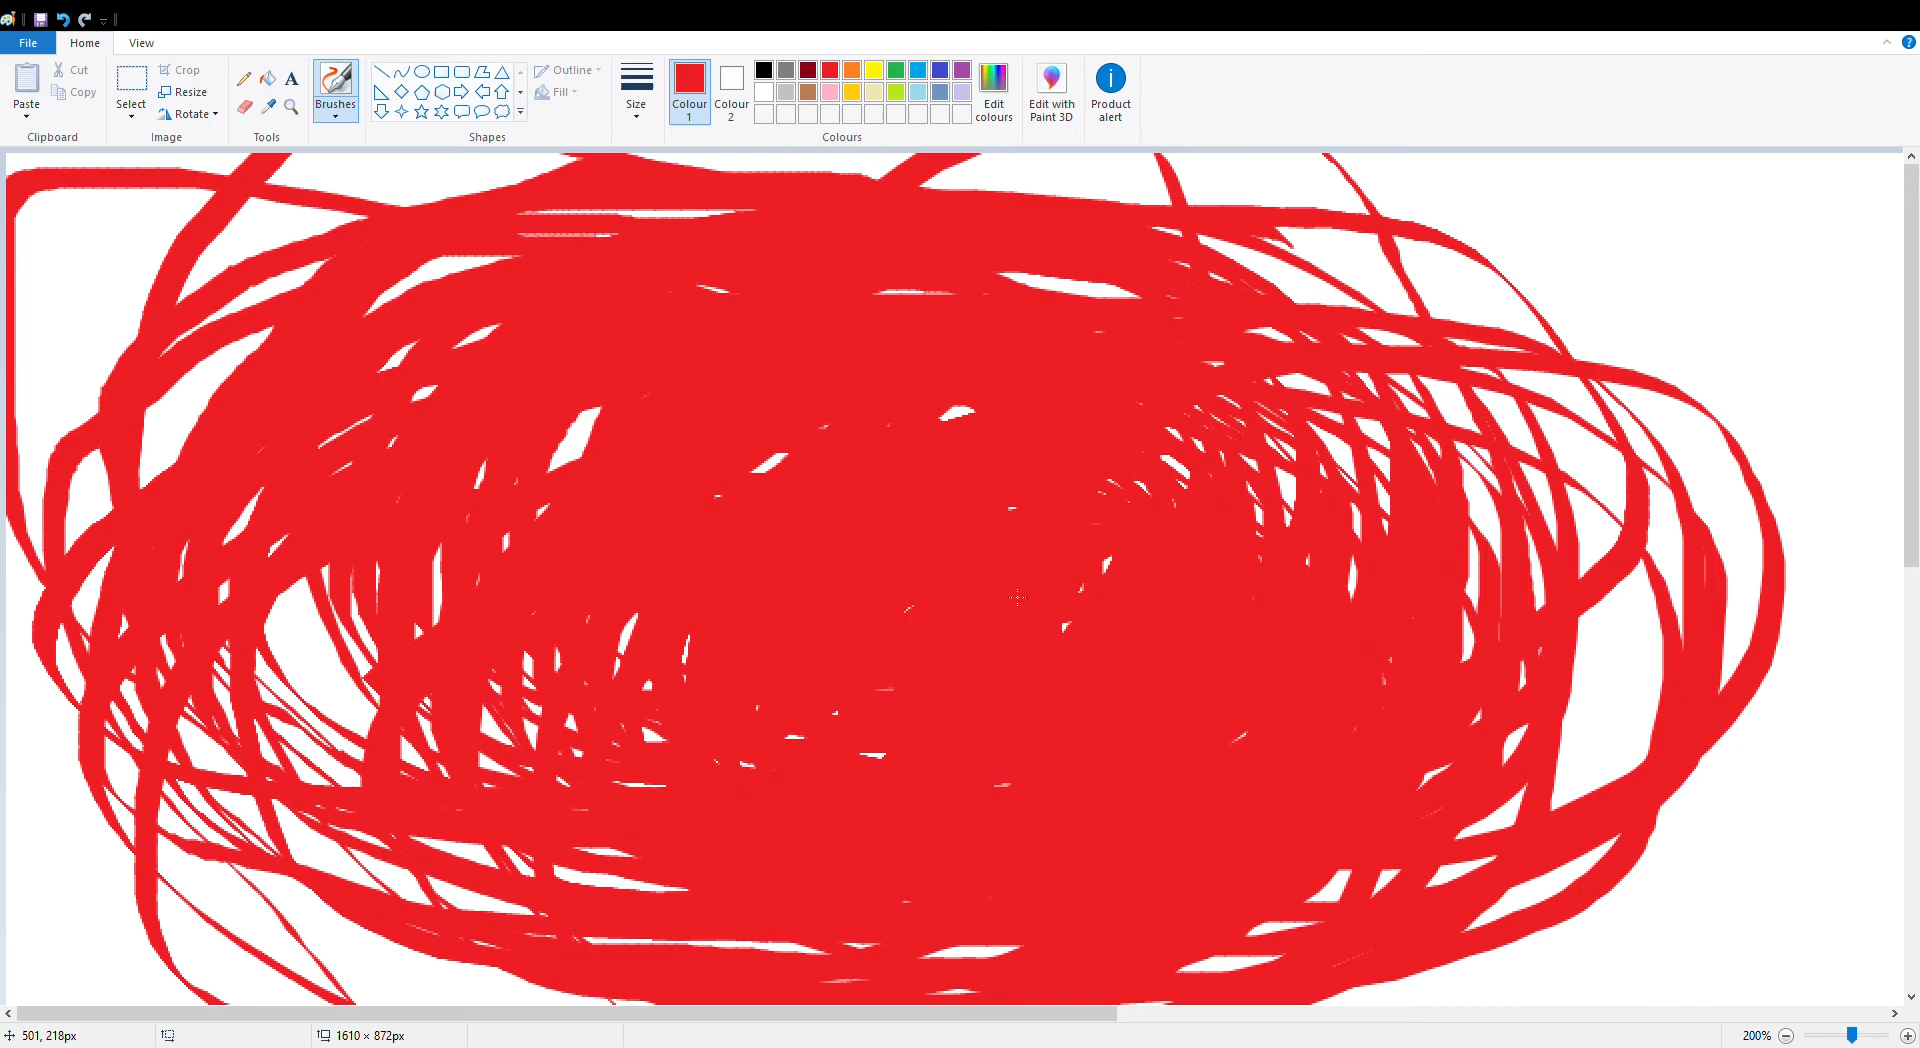 File Home View
Paste
Cut
Copy
Clipboard
Select
Crop
Resize
Rotate
Image
A
Tools
Brushes
Outline
Fill
Shapes
Size
Colour
1
Colour
2
Edit
colours
Colours
Edit with
Paint 3D
Product
alert
501, 218px
1610 × 872px
200%